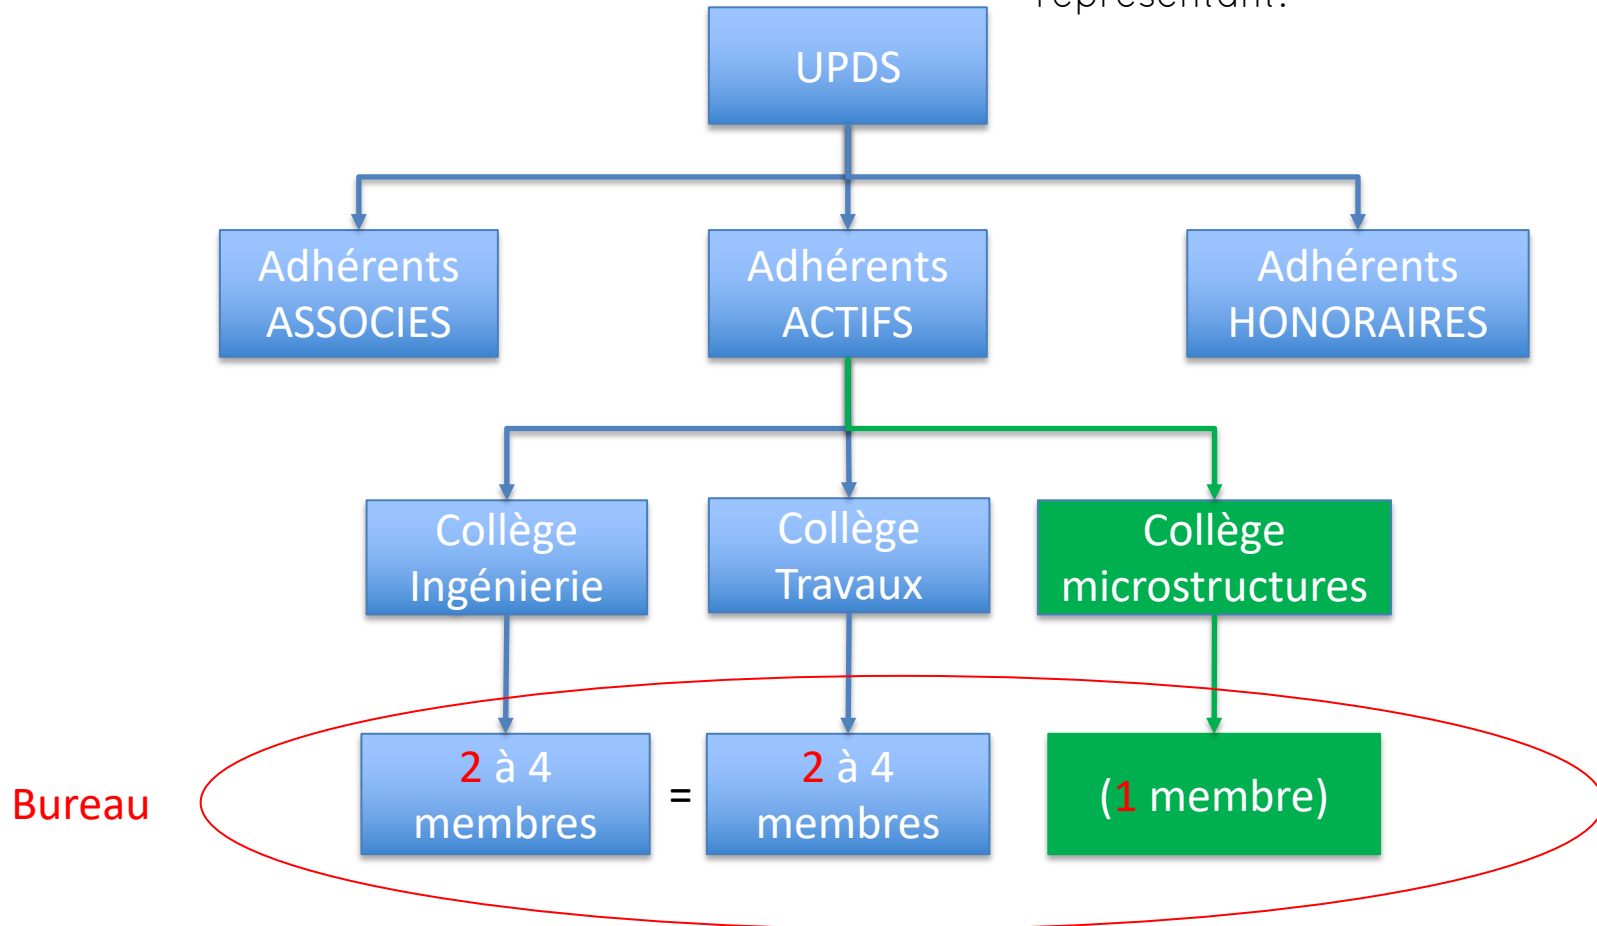 représentant.
UPDS
Adhérents
ASSOCIES
Adhérents
ACTIFS
Adhérents
HONORAIRES
Collège
Ingénierie
Collège
Travaux
Collège
microstructures
Bureau
2 à 4
membres
=
2 à 4
membres
(1 membre)